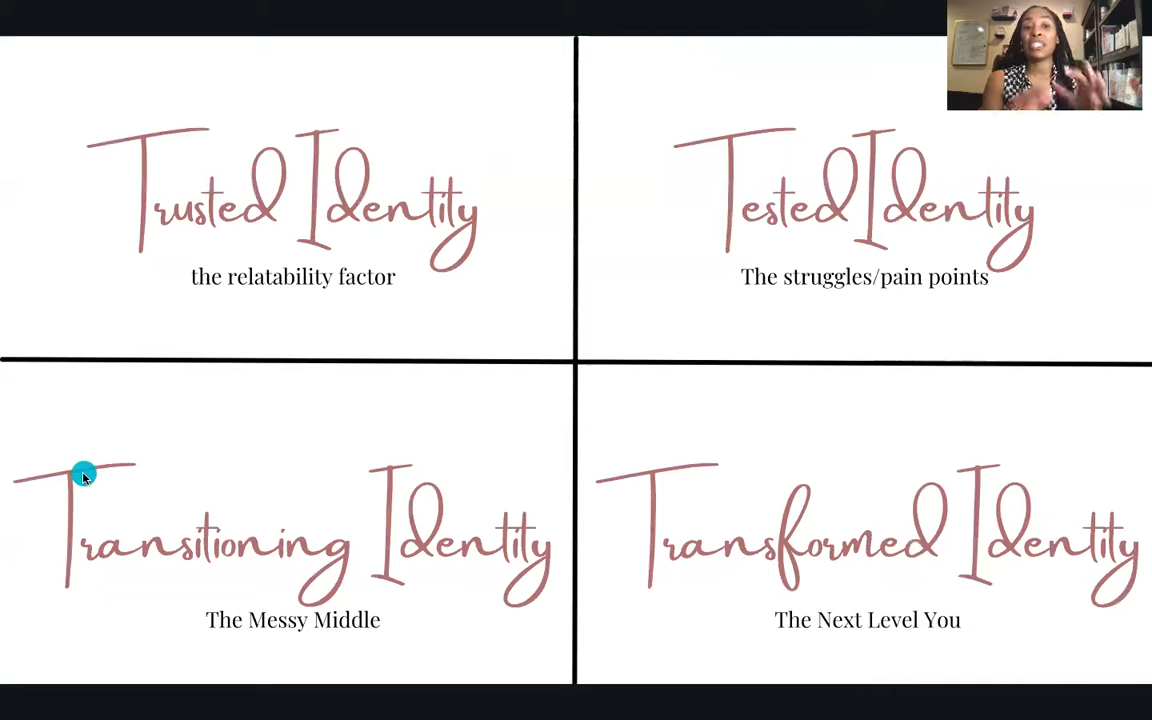 Trusted Identity
the relatability factor
Tested Identity
The struggles/pain points
Transitioning Identity
The Messy Middle
Transformed Identity
The Next Level You